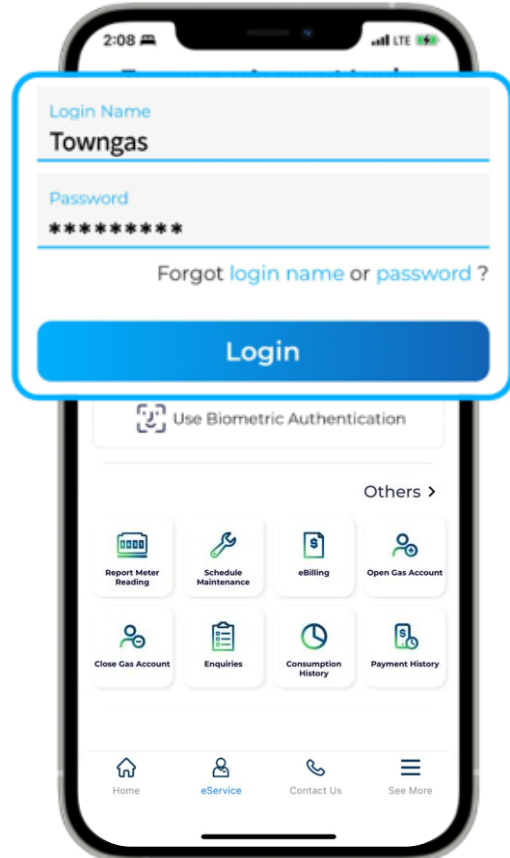 2:08
LTE
Login Name
Towngas
Password
*********
Forgot login name or password ?
Login
Use Biometric Authentication
Others >
Report Meter
Reading
Schedule
Maintenance
eBilling
Open Gas Account
Close Gas Account
Enquiries
Consumption
History
Payment History
Home
eService
Contact Us
See More